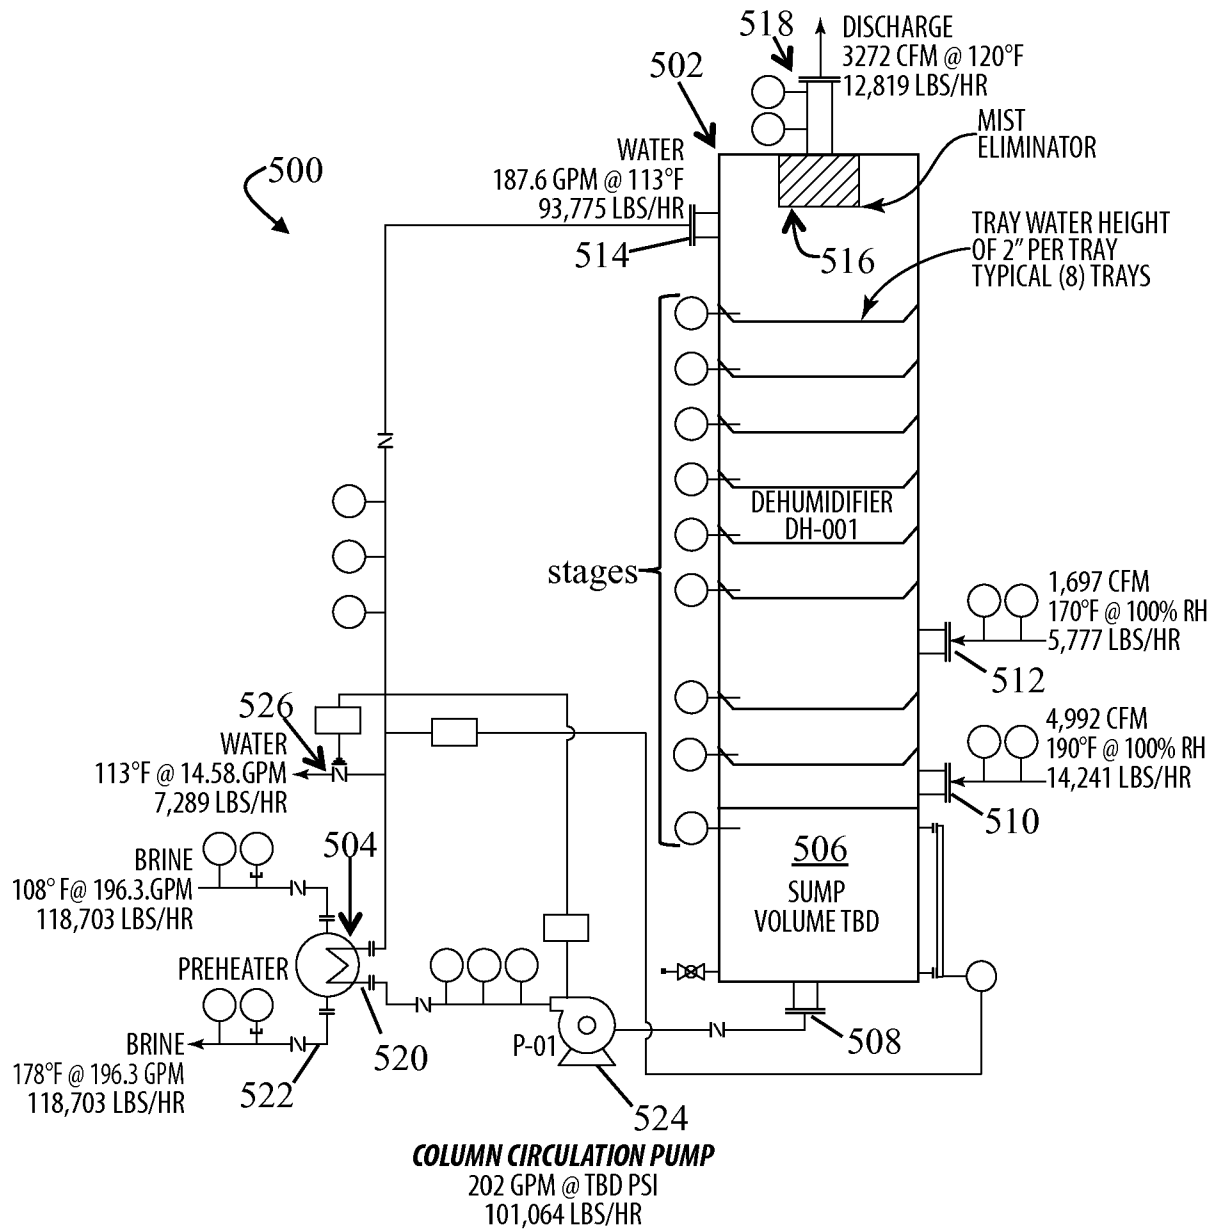 518
DISCHARGE
3272 CFM @ 120°F
12,819 LBS/HR
502
MIST
ELIMINATOR
500
WATER
187.6 GPM @ 113°F
93,775 LBS/HR
514
516
TRAY WATER HEIGHT
OF 2" PER TRAY
TYPICAL (8) TRAYS
DEHUMIDIFIER
DH-001
stages
1,697 CFM
170°F @ 100% RH
5,777 LBS/HR
512
4,992 CFM
190°F @ 100% RH
14,241 LBS/HR
510
526
WATER
113°F @ 14.58.GPM
7,289 LBS/HR
504
BRINE
108° F@ 196.3.GPM
118,703 LBS/HR
506
SUMP
VOLUME TBD
PREHEATER
520
BRINE
178°F @ 196.3 GPM
118,703 LBS/HR
522
P-01
508
524
COLUMN CIRCULATION PUMP
202 GPM @ TBD PSI
101,064 LBS/HR